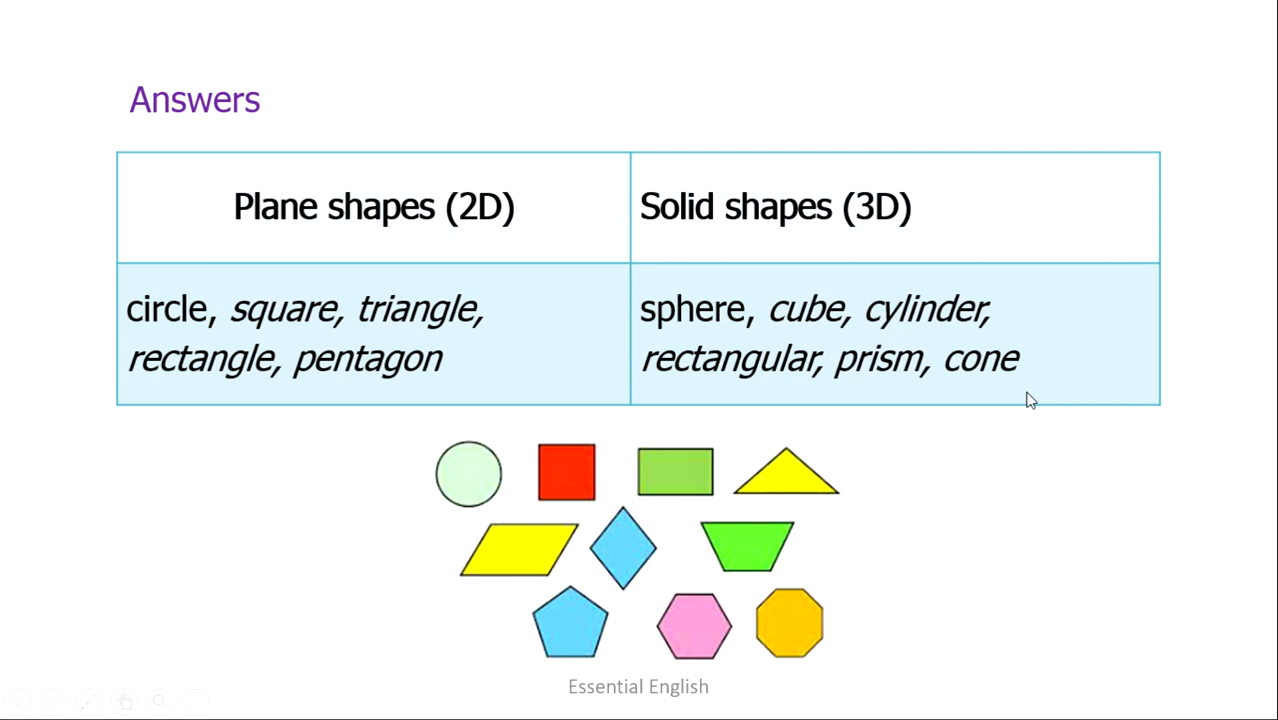 Answers
Plane shapes (2D)
Solid shapes (3D)
circle, square, triangle,
rectangle, pentagon
sphere, cube, cylinder,
rectangular, prism, cone
Essential English